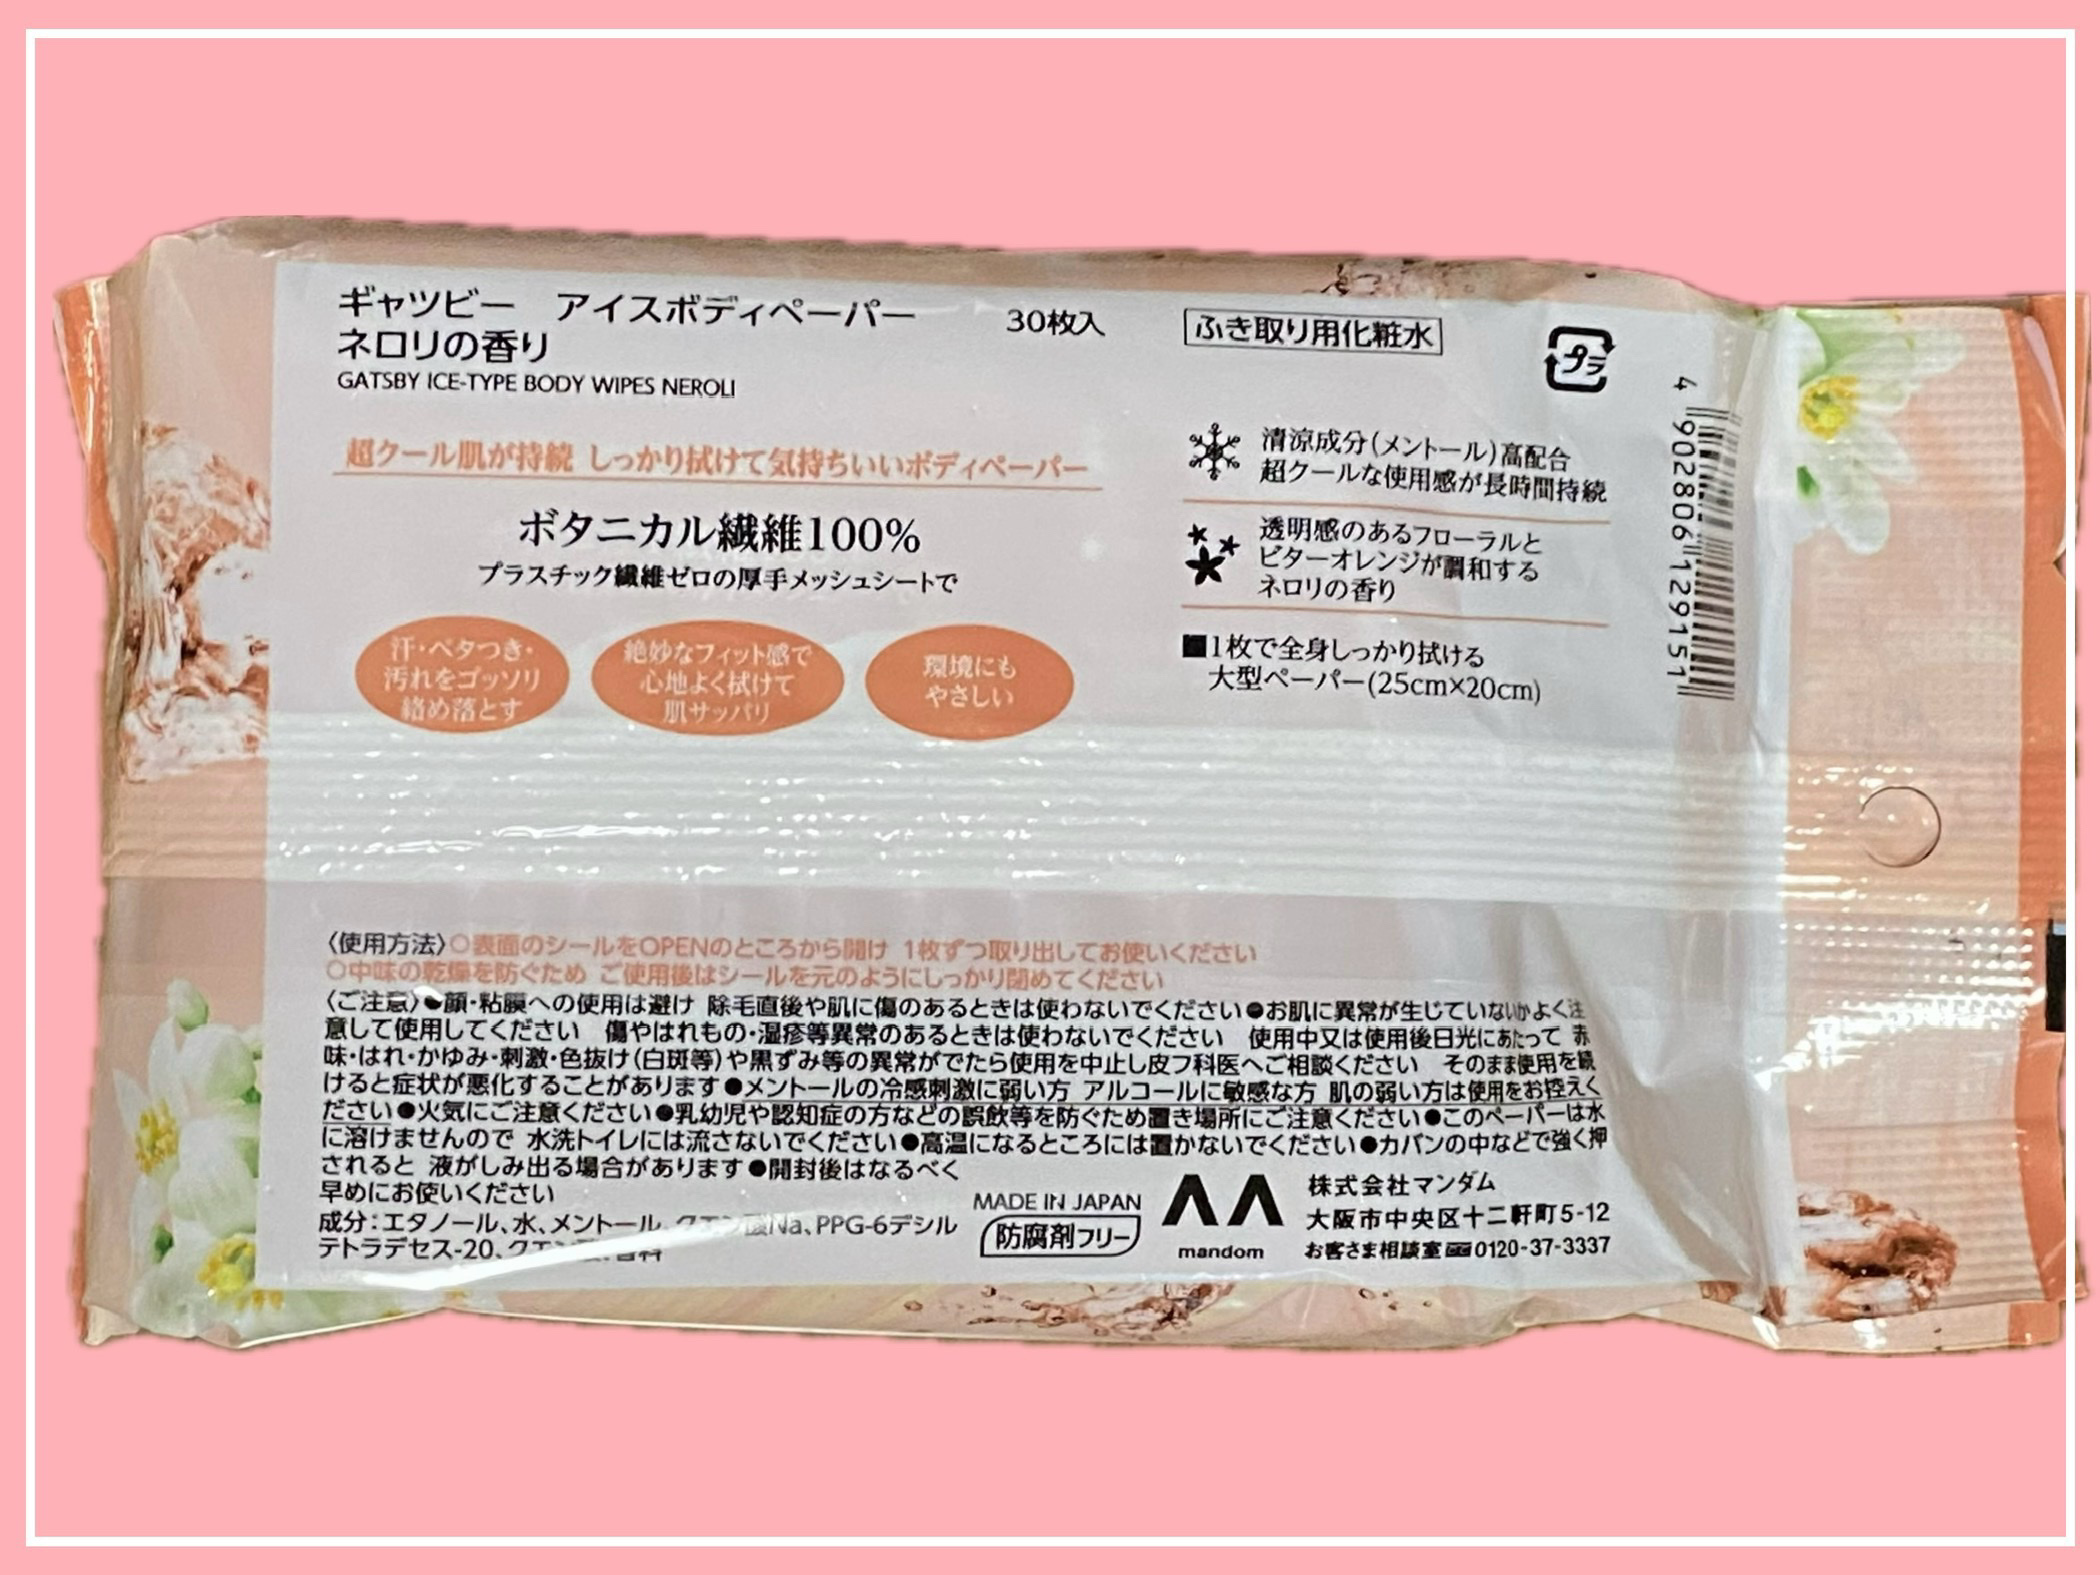 ギャツビー　アイスボディペーパー
ネロリの香り
GATSBY ICE-TYPE BODY WIPES NEROLI
30枚入
ふき取り用化粧水
プラ
超クール肌が持続 しっかり拭けて気持ちいいボディペーパー
ボタニカル繊維100%
プラスチック繊維ゼロの厚手メッシュシートで
汗・ベタつき・
汚れをゴッソリ
絡め落とす
絶妙なフィット感で
心地よく拭けて
肌サッパリ
環境にも
やさしい
清涼成分(メントール)高配合
超クールな使用感が長時間持続
透明感のあるフローラルと
ビターオレンジが調和する
ネロリの香り
■1枚で全身しっかり拭ける
大型ペーパー(25cm×20cm)
4 902806 129151
〈使用方法〉○表面のシールをOPENのところから開け 1枚ずつ取り出してお使いください
○中味の乾燥を防ぐため ご使用後はシールを元のようにしっかり閉めてください
〈ご注意〉●顔・粘膜への使用は避け 除毛直後や肌に傷のあるときは使わないでください●お肌に異常が生じていないかよく注
意して使用してください 傷やはれもの・湿疹等異常のあるときは使わないでください 使用中又は使用後日光にあたって 赤
味・はれ・かゆみ・刺激・色抜け(白斑等)や黒ずみ等の異常がでたら使用を中止し皮フ科医へご相談ください そのまま使用を続
けると症状が悪化することがあります●メントールの冷感刺激に弱い方 アルコールに敏感な方 肌の弱い方は使用をお控えく
ださい●火気にご注意ください●乳幼児や認知症の方などの誤飲等を防ぐため置き場所にご注意ください●このペーパーは水
に溶けませんので 水洗トイレには流さないでください●高温になるところには置かないでください●カバンの中などで強く押
されると 液がしみ出る場合があります●開封後はなるべく
早めにお使いください
成分：エタノール、水、メントール、クエン酸Na、PPG-6デシル
テトラデセス-20、香料
MADE IN JAPAN
防腐剤フリー
mandom
株式会社マンダム
大阪市中央区十二軒町5-12
お客さま相談室 0120-37-3337